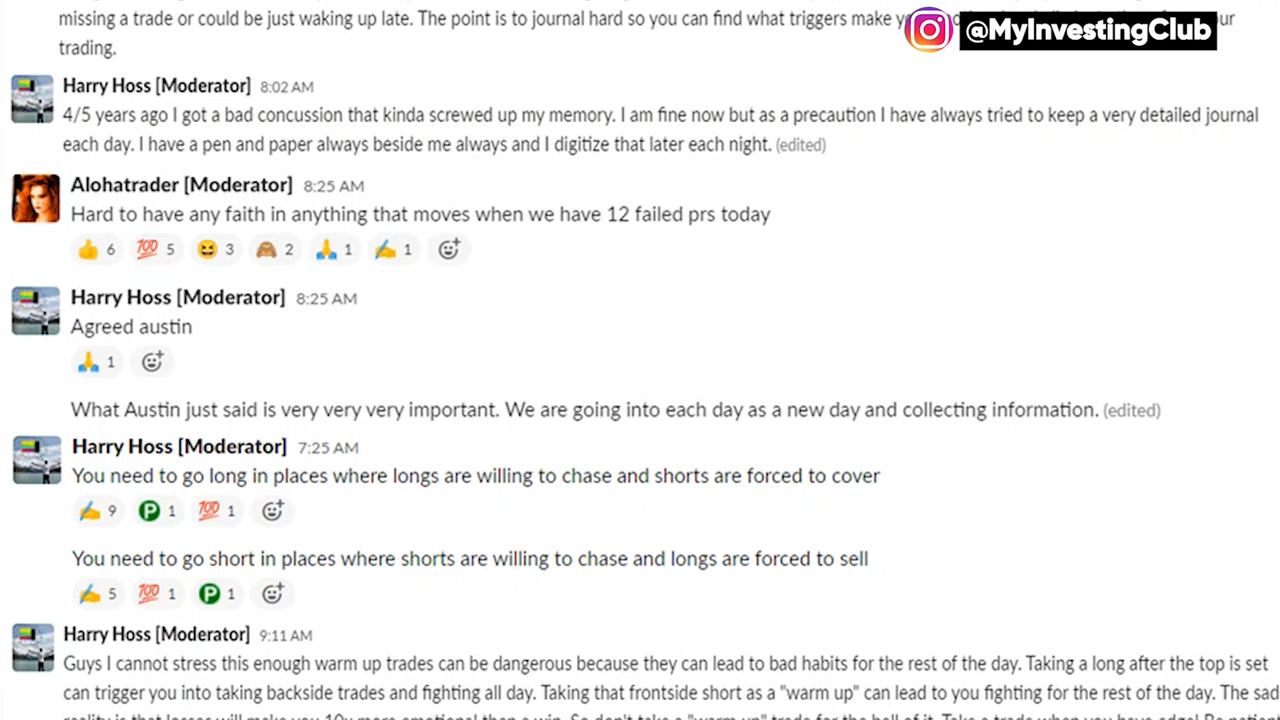 missing a trade or could be just waking up late. The point is to journal hard so you can find what triggers make
trading.
@MyInvestingClub
Harry Hoss [Moderator] 8:02 AM
4/5 years ago I got a bad concussion that kinda screwed up my memory. I am fine now but as a precaution I have always tried to keep a very detailed journal
each day. I have a pen and paper always beside me always and I digitize that later each night. (edited)
Alohatrader [Moderator] 8:25 AM
Hard to have any faith in anything that moves when we have 12 failed prs today
👍 6 💯 5 😆 3 🙈 2 🙏 1 ✍️ 1
Harry Hoss [Moderator] 8:25 AM
Agreed austin
🙏 1
What Austin just said is very very very important. We are going into each day as a new day and collecting information. (edited)
Harry Hoss [Moderator] 7:25 AM
You need to go long in places where longs are willing to chase and shorts are forced to cover
✍️ 9 P 1 💯 1
You need to go short in places where shorts are willing to chase and longs are forced to sell
✍️ 5 💯 1 P 1
Harry Hoss [Moderator] 9:11 AM
Guys I cannot stress this enough warm up trades can be dangerous because they can lead to bad habits for the rest of the day. Taking a long after the top is set
can trigger you into taking backside trades and fighting all day. Taking that frontside short as a "warm up" can lead to you fighting for the rest of the day. The sad